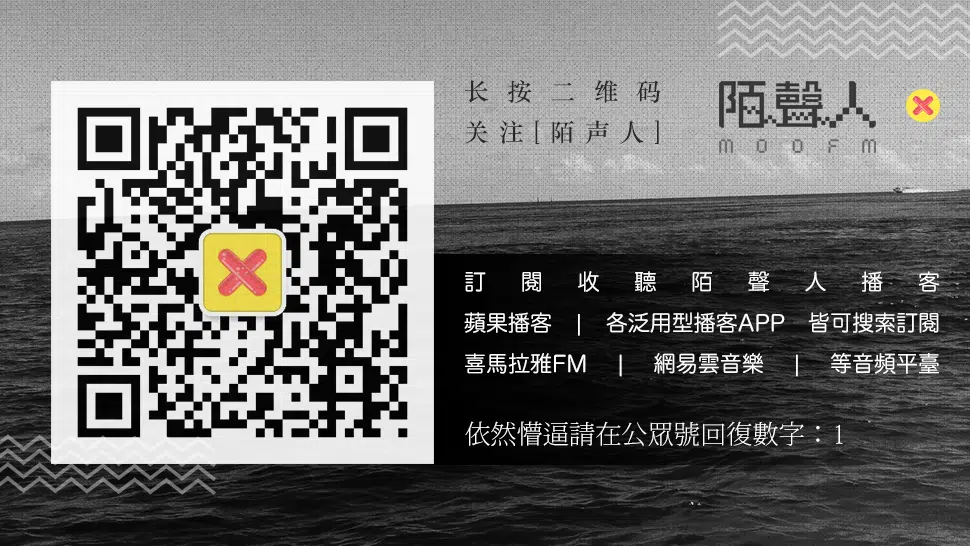 长按二维码
关注[陌声人]
陌聲人
MOOFM
訂閱收聽陌聲人播客
蘋果播客 | 各泛用型播客APP 皆可搜索訂閱
喜馬拉雅FM | 網易雲音樂 | 等音頻平臺
依然懵逼請在公眾號回復數字：1